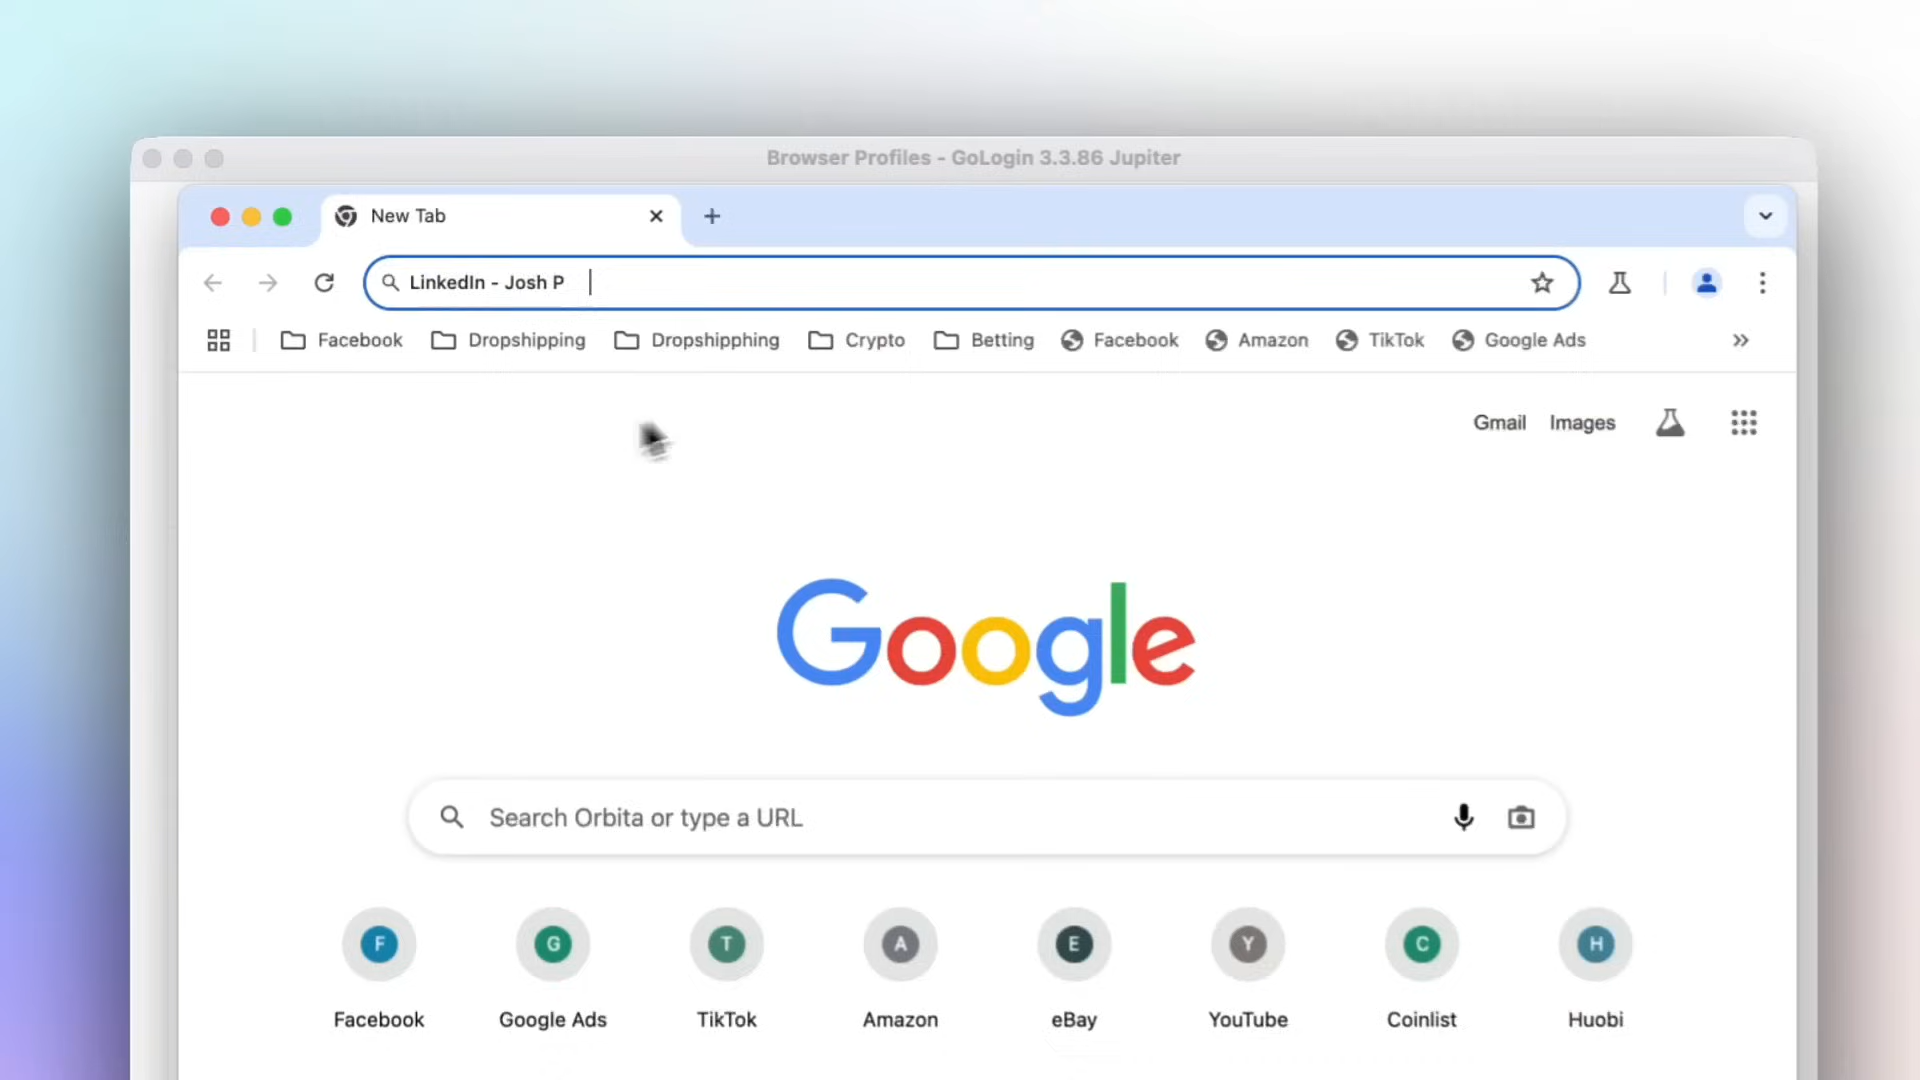 Browser Profiles - GoLogin 3.3.86 Jupiter
New Tab
LinkedIn - Josh P
Facebook Dropshipping Dropshipphing Crypto Betting Facebook Amazon TikTok Google Ads
Gmail Images
Google
Search Orbita or type a URL
F G T A E Y C H
Facebook Google Ads TikTok Amazon eBay YouTube Coinlist Huobi